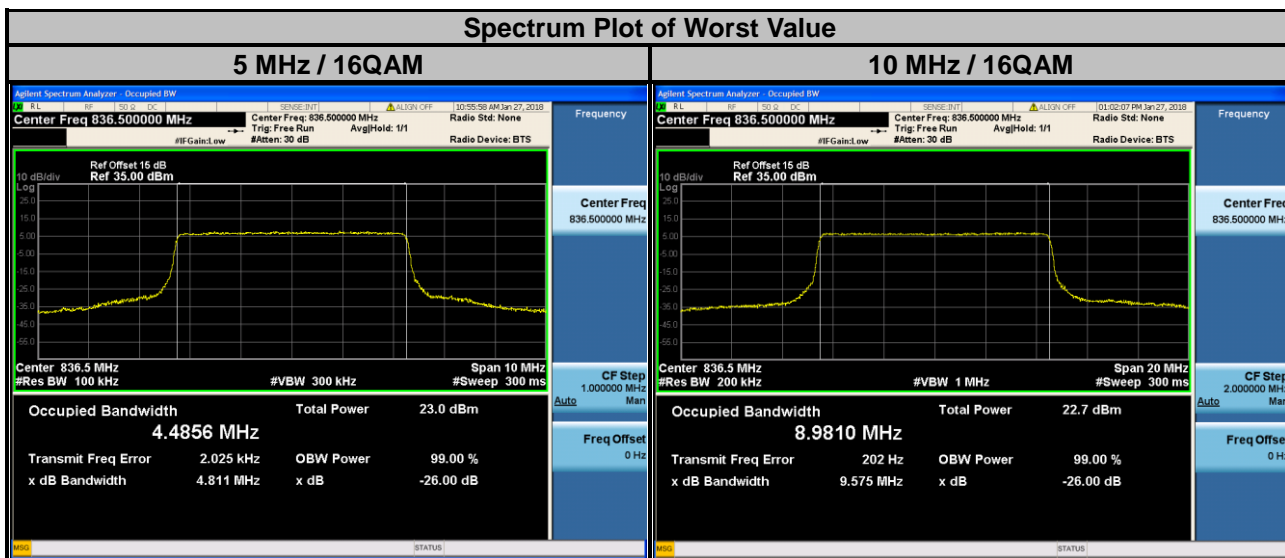 Spectrum Plot of Worst Value
5 MHz / 16QAM
10 MHz / 16QAM
Agilent Spectrum Analyzer - Occupied BW
RL RF 50 Ω DC SENSE:INT ALIGN OFF 10:55:58 AM Jan 27, 2018
Center Freq 836.500000 MHz
Center Freq: 836.500000 MHz
Radio Std: None
Trig: Free Run Avg|Hold: 1/1
#IFGain:Low #Atten: 30 dB
Radio Device: BTS
Ref Offset 15 dB
10 dB/div Ref 35.00 dBm
Log
25.0
15.0
5.00
-5.00
-15.0
-25.0
-35.0
-45.0
-55.0
Center 836.5 MHz Span 10 MHz
#Res BW 100 kHz #VBW 300 kHz #Sweep 300 ms
Occupied Bandwidth Total Power 23.0 dBm
4.4856 MHz
Transmit Freq Error 2.025 kHz OBW Power 99.00 %
x dB Bandwidth 4.811 MHz x dB -26.00 dB
MSG STATUS
Frequency
Center Freq
836.500000 MHz
CF Step
1.000000 MHz
Auto Man
Freq Offset
0 Hz
Agilent Spectrum Analyzer - Occupied BW
RL RF 50 Ω DC SENSE:INT ALIGN OFF 01:02:07 PM Jan 27, 2018
Center Freq 836.500000 MHz
Center Freq: 836.500000 MHz
Radio Std: None
Trig: Free Run Avg|Hold: 1/1
#IFGain:Low #Atten: 30 dB
Radio Device: BTS
Ref Offset 15 dB
10 dB/div Ref 35.00 dBm
Log
25.0
15.0
5.00
-5.00
-15.0
-25.0
-35.0
-45.0
-55.0
Center 836.5 MHz Span 20 MHz
#Res BW 200 kHz #VBW 1 MHz #Sweep 300 ms
Occupied Bandwidth Total Power 22.7 dBm
8.9810 MHz
Transmit Freq Error 202 Hz OBW Power 99.00 %
x dB Bandwidth 9.575 MHz x dB -26.00 dB
MSG STATUS
Frequency
Center Freq
836.500000 MH
CF Step
2.000000 MH
Auto Mar
Freq Offse
0 H